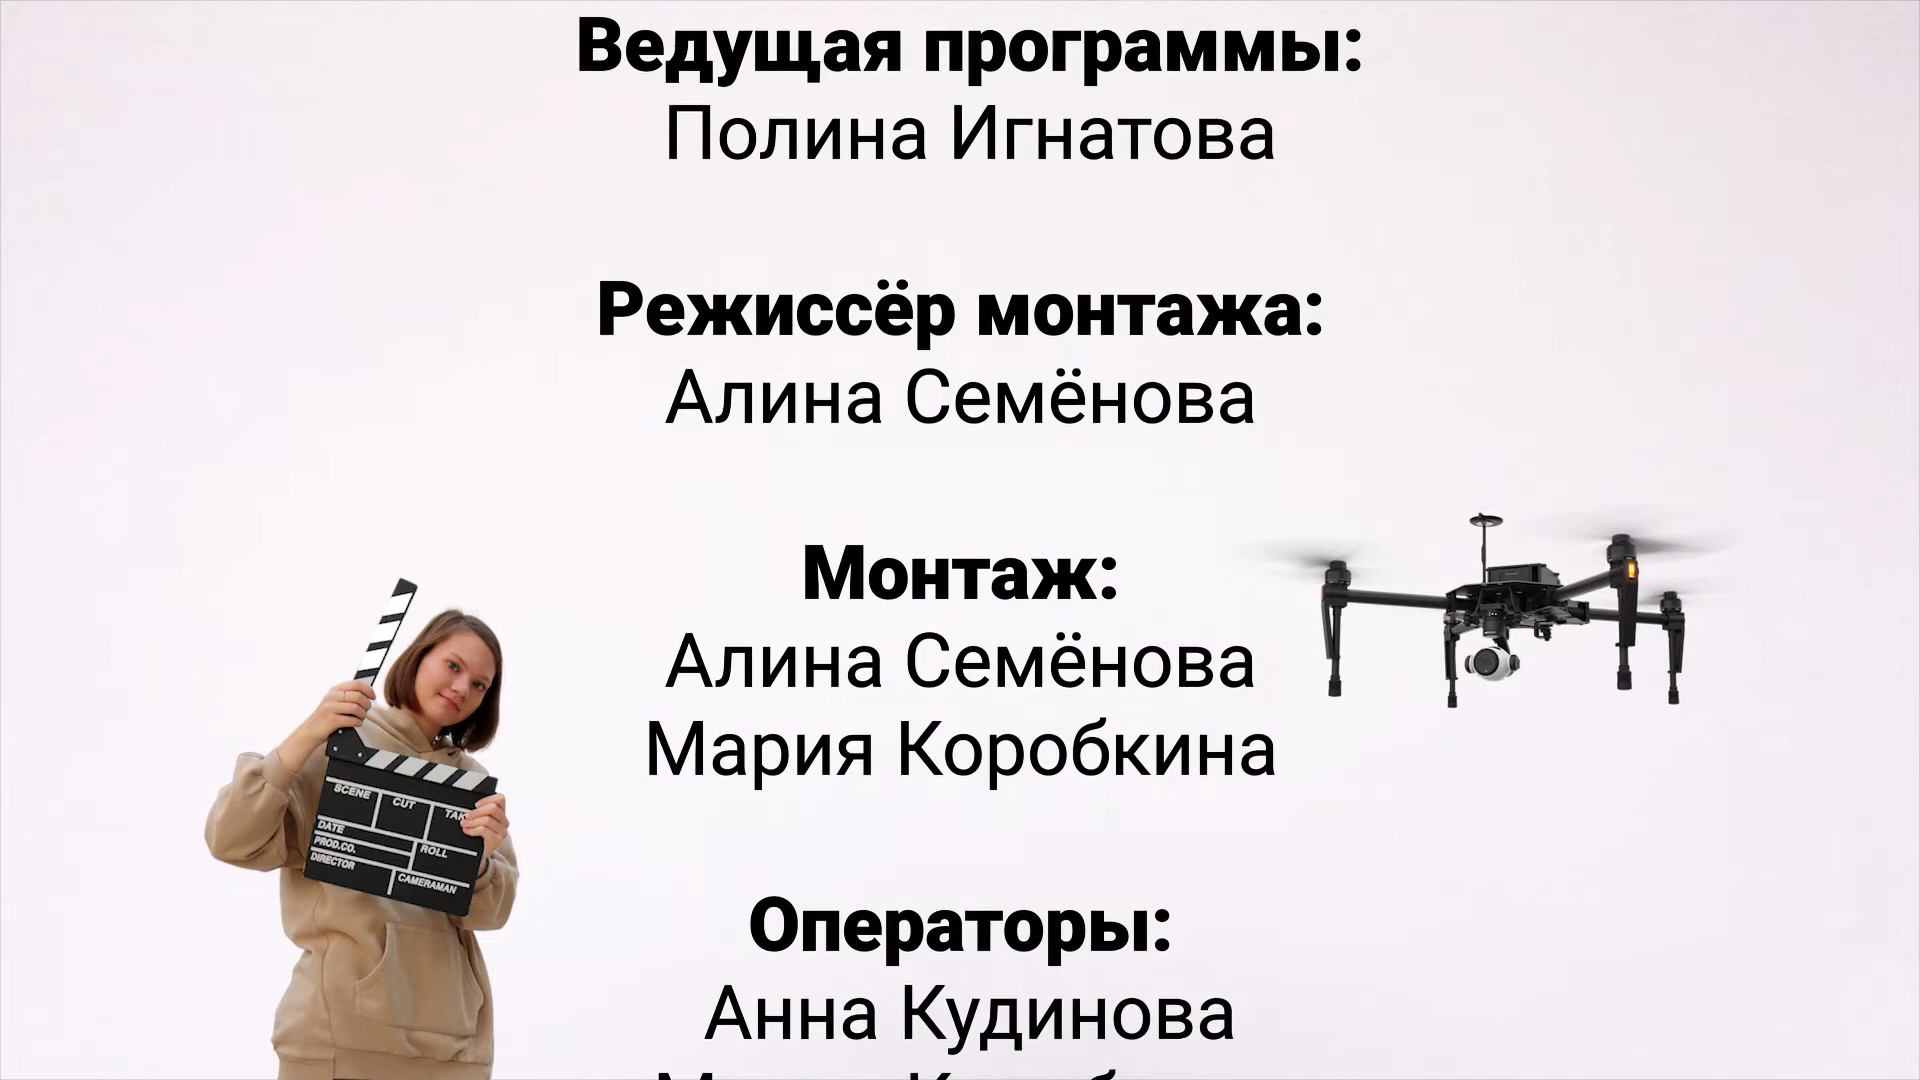 Ведущая программы:
Полина Игнатова
Режиссёр монтажа:
Алина Семёнова
Монтаж:
Алина Семёнова
Мария Коробкина
Операторы:
Анна Кудинова
SCENE CUT
DATE
PROD.CO. ROLL
DIRECTOR CAMERAMAN